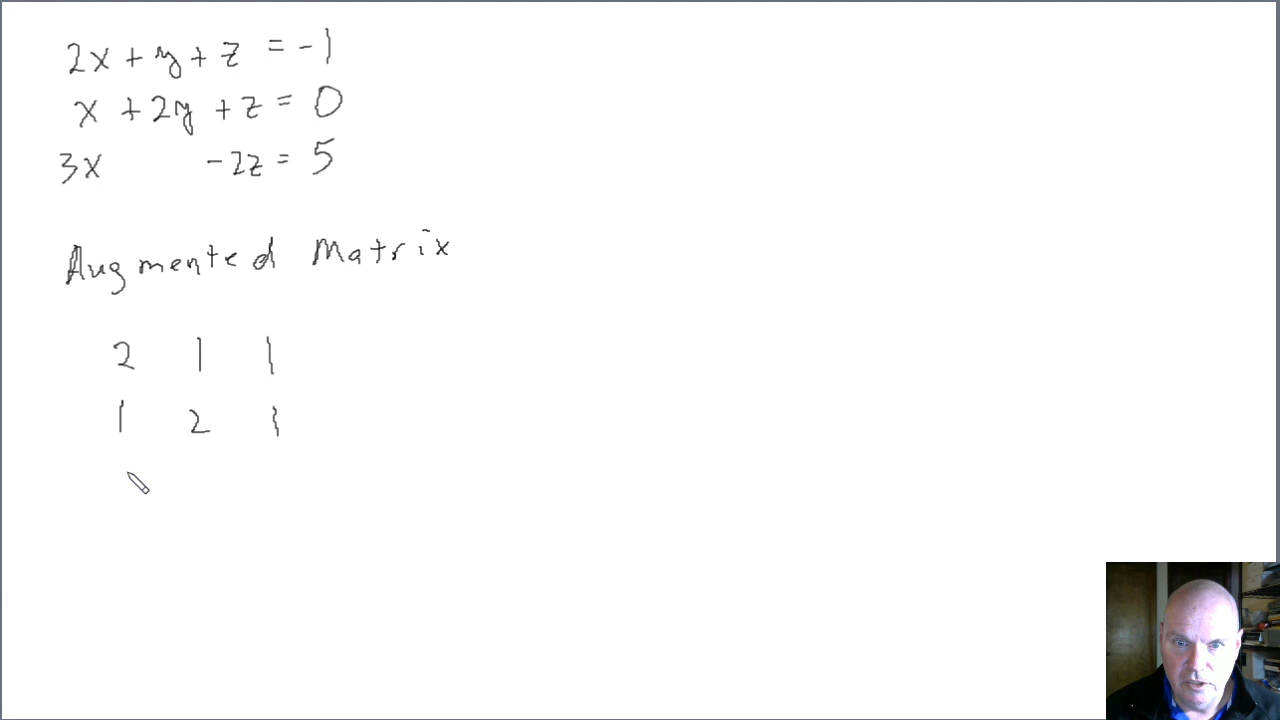 2x + y + z = -1
x + 2y + z = 0
3x -2z = 5
Augmented Matrix
2 1 1
1 2 1